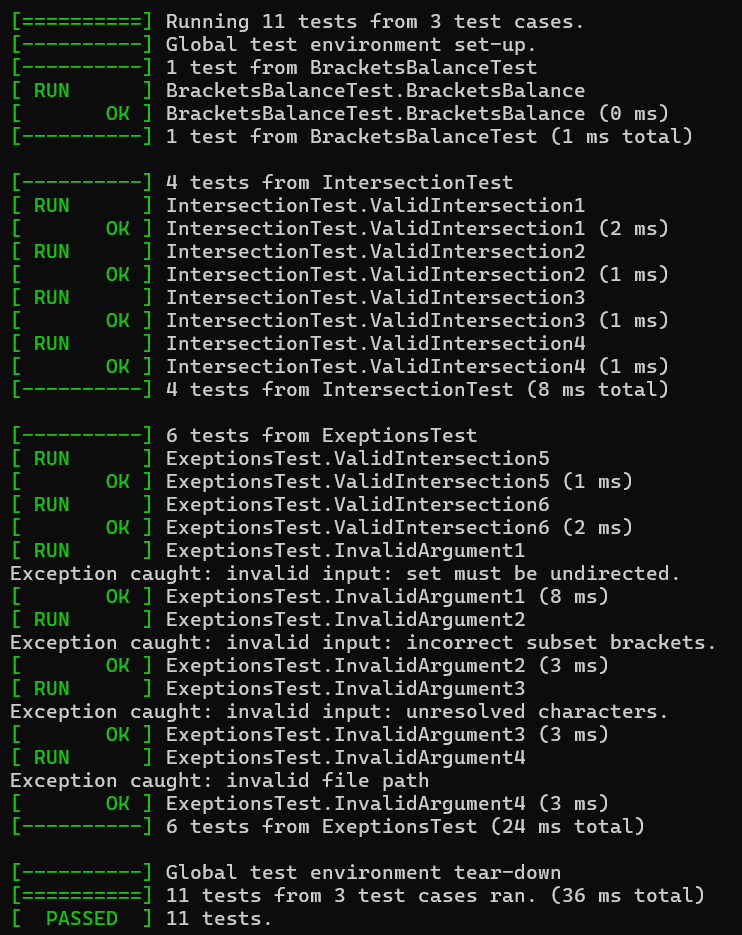 [==========] Running 11 tests from 3 test cases.
[----------] Global test environment set-up.
[----------] 1 test from BracketsBalanceTest
[ RUN      ] BracketsBalanceTest.BracketsBalance
[       OK ] BracketsBalanceTest.BracketsBalance (0 ms)
[----------] 1 test from BracketsBalanceTest (1 ms total)

[----------] 4 tests from IntersectionTest
[ RUN      ] IntersectionTest.ValidIntersection1
[       OK ] IntersectionTest.ValidIntersection1 (2 ms)
[ RUN      ] IntersectionTest.ValidIntersection2
[       OK ] IntersectionTest.ValidIntersection2 (1 ms)
[ RUN      ] IntersectionTest.ValidIntersection3
[       OK ] IntersectionTest.ValidIntersection3 (1 ms)
[ RUN      ] IntersectionTest.ValidIntersection4
[       OK ] IntersectionTest.ValidIntersection4 (1 ms)
[----------] 4 tests from IntersectionTest (8 ms total)

[----------] 6 tests from ExeptionsTest
[ RUN      ] ExeptionsTest.ValidIntersection5
[       OK ] ExeptionsTest.ValidIntersection5 (1 ms)
[ RUN      ] ExeptionsTest.ValidIntersection6
[       OK ] ExeptionsTest.ValidIntersection6 (2 ms)
[ RUN      ] ExeptionsTest.InvalidArgument1
Exception caught: invalid input: set must be undirected.
[       OK ] ExeptionsTest.InvalidArgument1 (8 ms)
[ RUN      ] ExeptionsTest.InvalidArgument2
Exception caught: invalid input: incorrect subset brackets.
[       OK ] ExeptionsTest.InvalidArgument2 (3 ms)
[ RUN      ] ExeptionsTest.InvalidArgument3
Exception caught: invalid input: unresolved characters.
[       OK ] ExeptionsTest.InvalidArgument3 (3 ms)
[ RUN      ] ExeptionsTest.InvalidArgument4
Exception caught: invalid file path
[       OK ] ExeptionsTest.InvalidArgument4 (3 ms)
[----------] 6 tests from ExeptionsTest (24 ms total)

[----------] Global test environment tear-down
[==========] 11 tests from 3 test cases ran. (36 ms total)
[  PASSED  ] 11 tests.